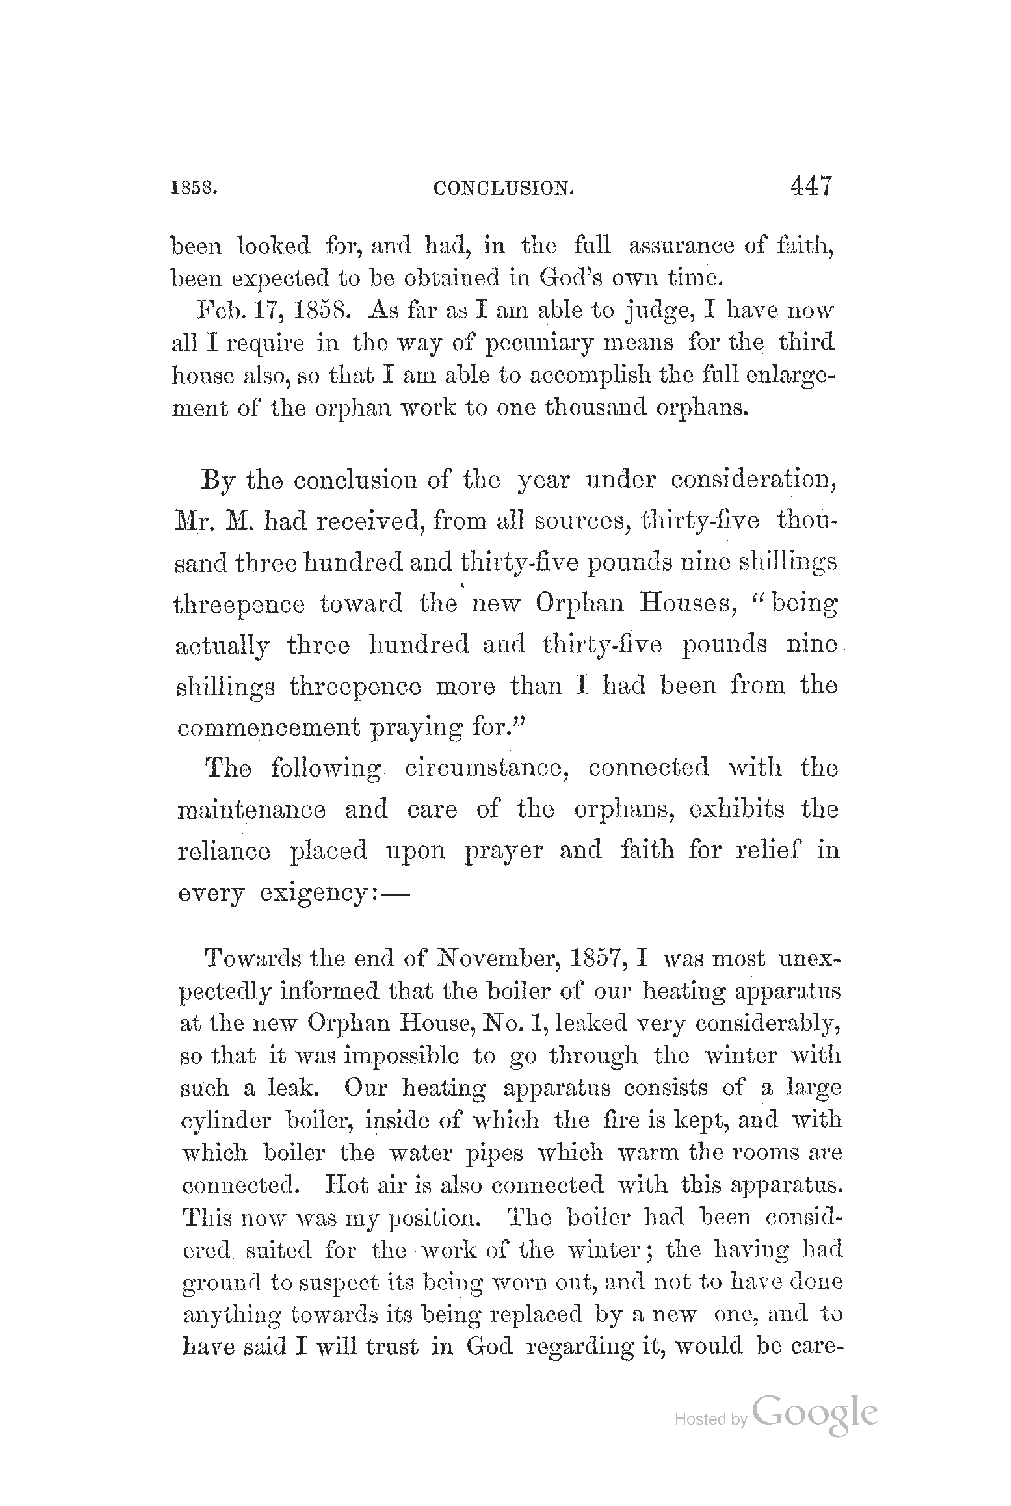 1858. CONCLUSION. 447
been looked for, and had, in the full assurance of faith,
been expected to be obtained in God's own time.
Feb. 17, 1858. As far as I am able to judge, I have now
all I require in the way of pecuniary means for the third
house also, so that I am able to accomplish the full enlarge-
ment of the orphan work to one thousand orphans.
By the conclusion of the year under consideration,
Mr. M. had received, from all sources, thirty-five thou-
sand three hundred and thirty-five pounds nine shillings
threepence toward the new Orphan Houses, "being
actually three hundred and thirty-five pounds nine
shillings threepence more than I had been from the
commencement praying for."
The following circumstance, connected with the
maintenance and care of the orphans, exhibits the
reliance placed upon prayer and faith for relief in
every exigency:—
Towards the end of November, 1857, I was most unex-
pectedly informed that the boiler of our heating apparatus
at the new Orphan House, No. 1, leaked very considerably,
so that it was impossible to go through the winter with
such a leak. Our heating apparatus consists of a large
cylinder boiler, inside of which the fire is kept, and with
which boiler the water pipes which warm the rooms are
connected. Hot air is also connected with this apparatus.
This now was my position. The boiler had been consid-
ered suited for the work of the winter; the having had
ground to suspect its being worn out, and not to have done
anything towards its being replaced by a new one, and to
have said I will trust in God regarding it, would be care-
Hosted by Google